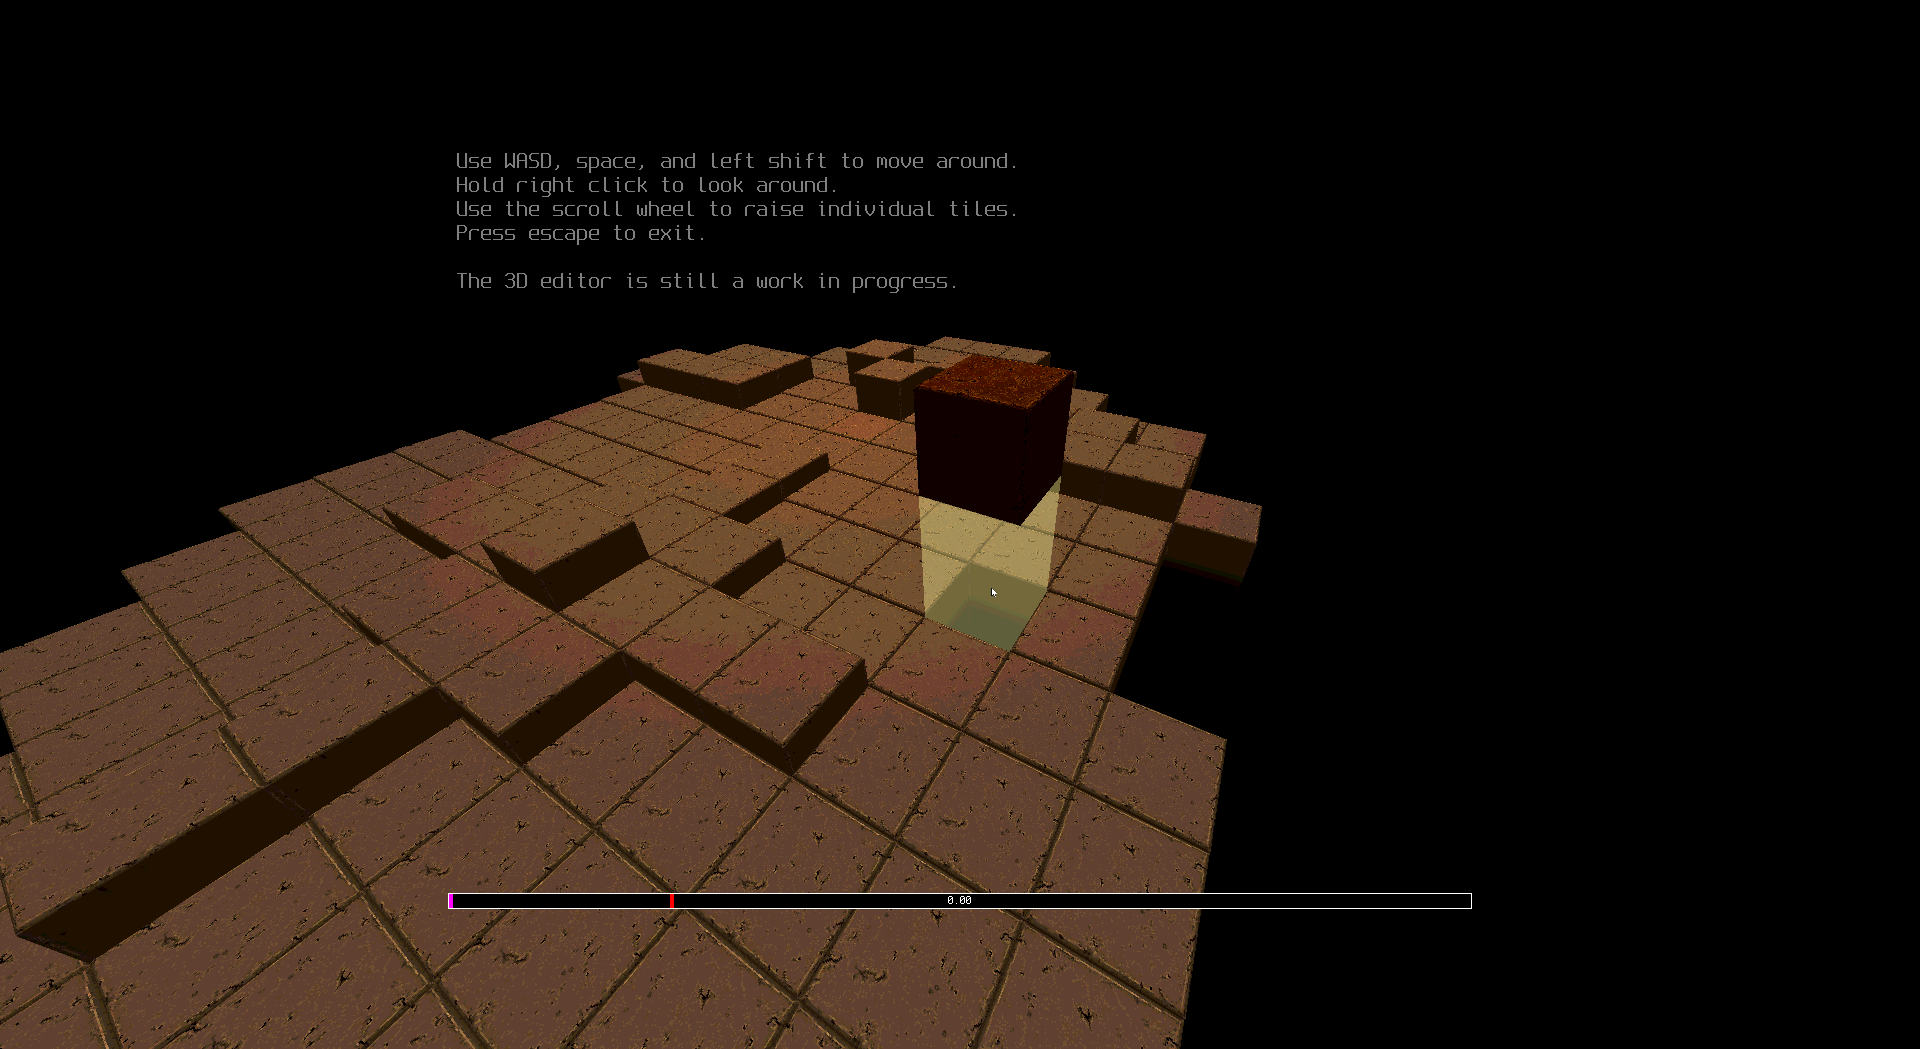 Use WASD, space, and left shift to move around.
Hold right click to look around.
Use the scroll wheel to raise individual tiles.
Press escape to exit.
The 3D editor is still a work in progress.
0.00